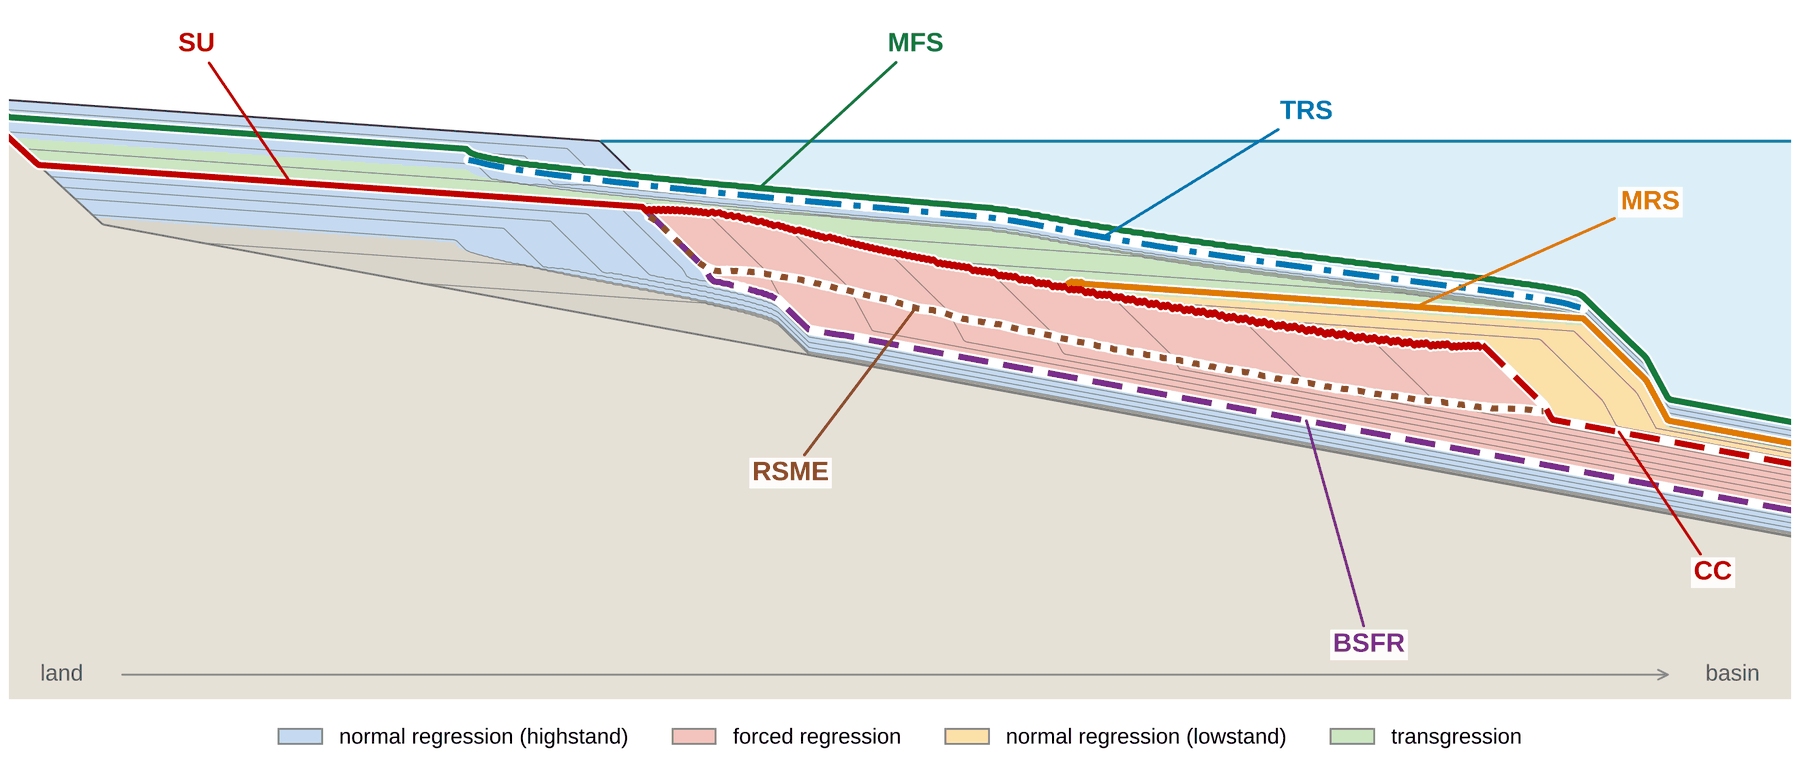 SU
MFS
TRS
MRS
RSME
CC
BSFR
land
basin
normal regression (highstand)
forced regression
normal regression (lowstand)
transgression